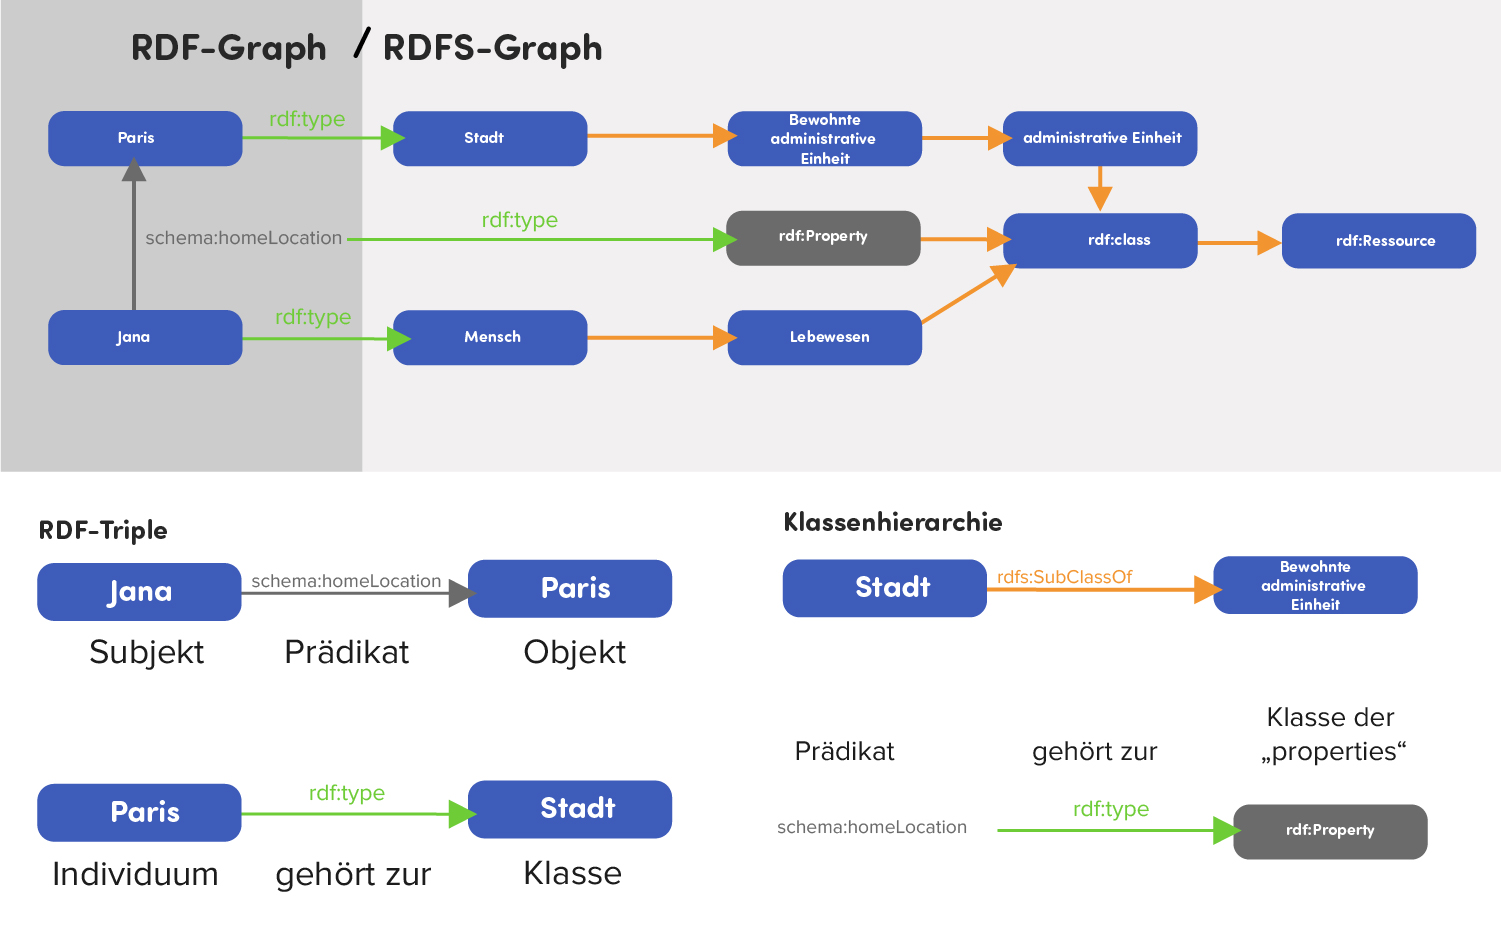 RDF-Graph / RDFS-Graph
Paris
rdf:type
Stadt
Bewohnte
administrative
Einheit
administrative Einheit
schema:homeLocation
rdf:type
rdf:Property
rdf:class
rdf:Ressource
Jana
rdf:type
Mensch
Lebewesen
RDF-Triple
Jana
schema:homeLocation
Paris
Subjekt
Prädikat
Objekt
Paris
rdf:type
Stadt
Individuum
gehört zur
Klasse
Klassenhierarchie
Stadt
rdfs:SubClassOf
Bewohnte
administrative
Einheit
Prädikat
gehört zur
Klasse der
„properties“
schema:homeLocation
rdf:type
rdf:Property